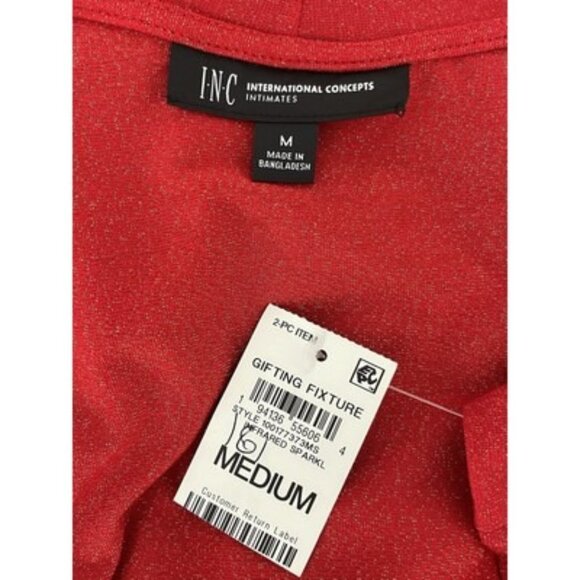 I·N·C INTERNATIONAL CONCEPTS
INTIMATES
M
MADE IN
BANGLADESH
2-PC ITEM
GIFTING FIXTURE
1 94136 55606 4
STYLE 100177373MS
INFRARED SPARKL
MEDIUM
Customer Return Label